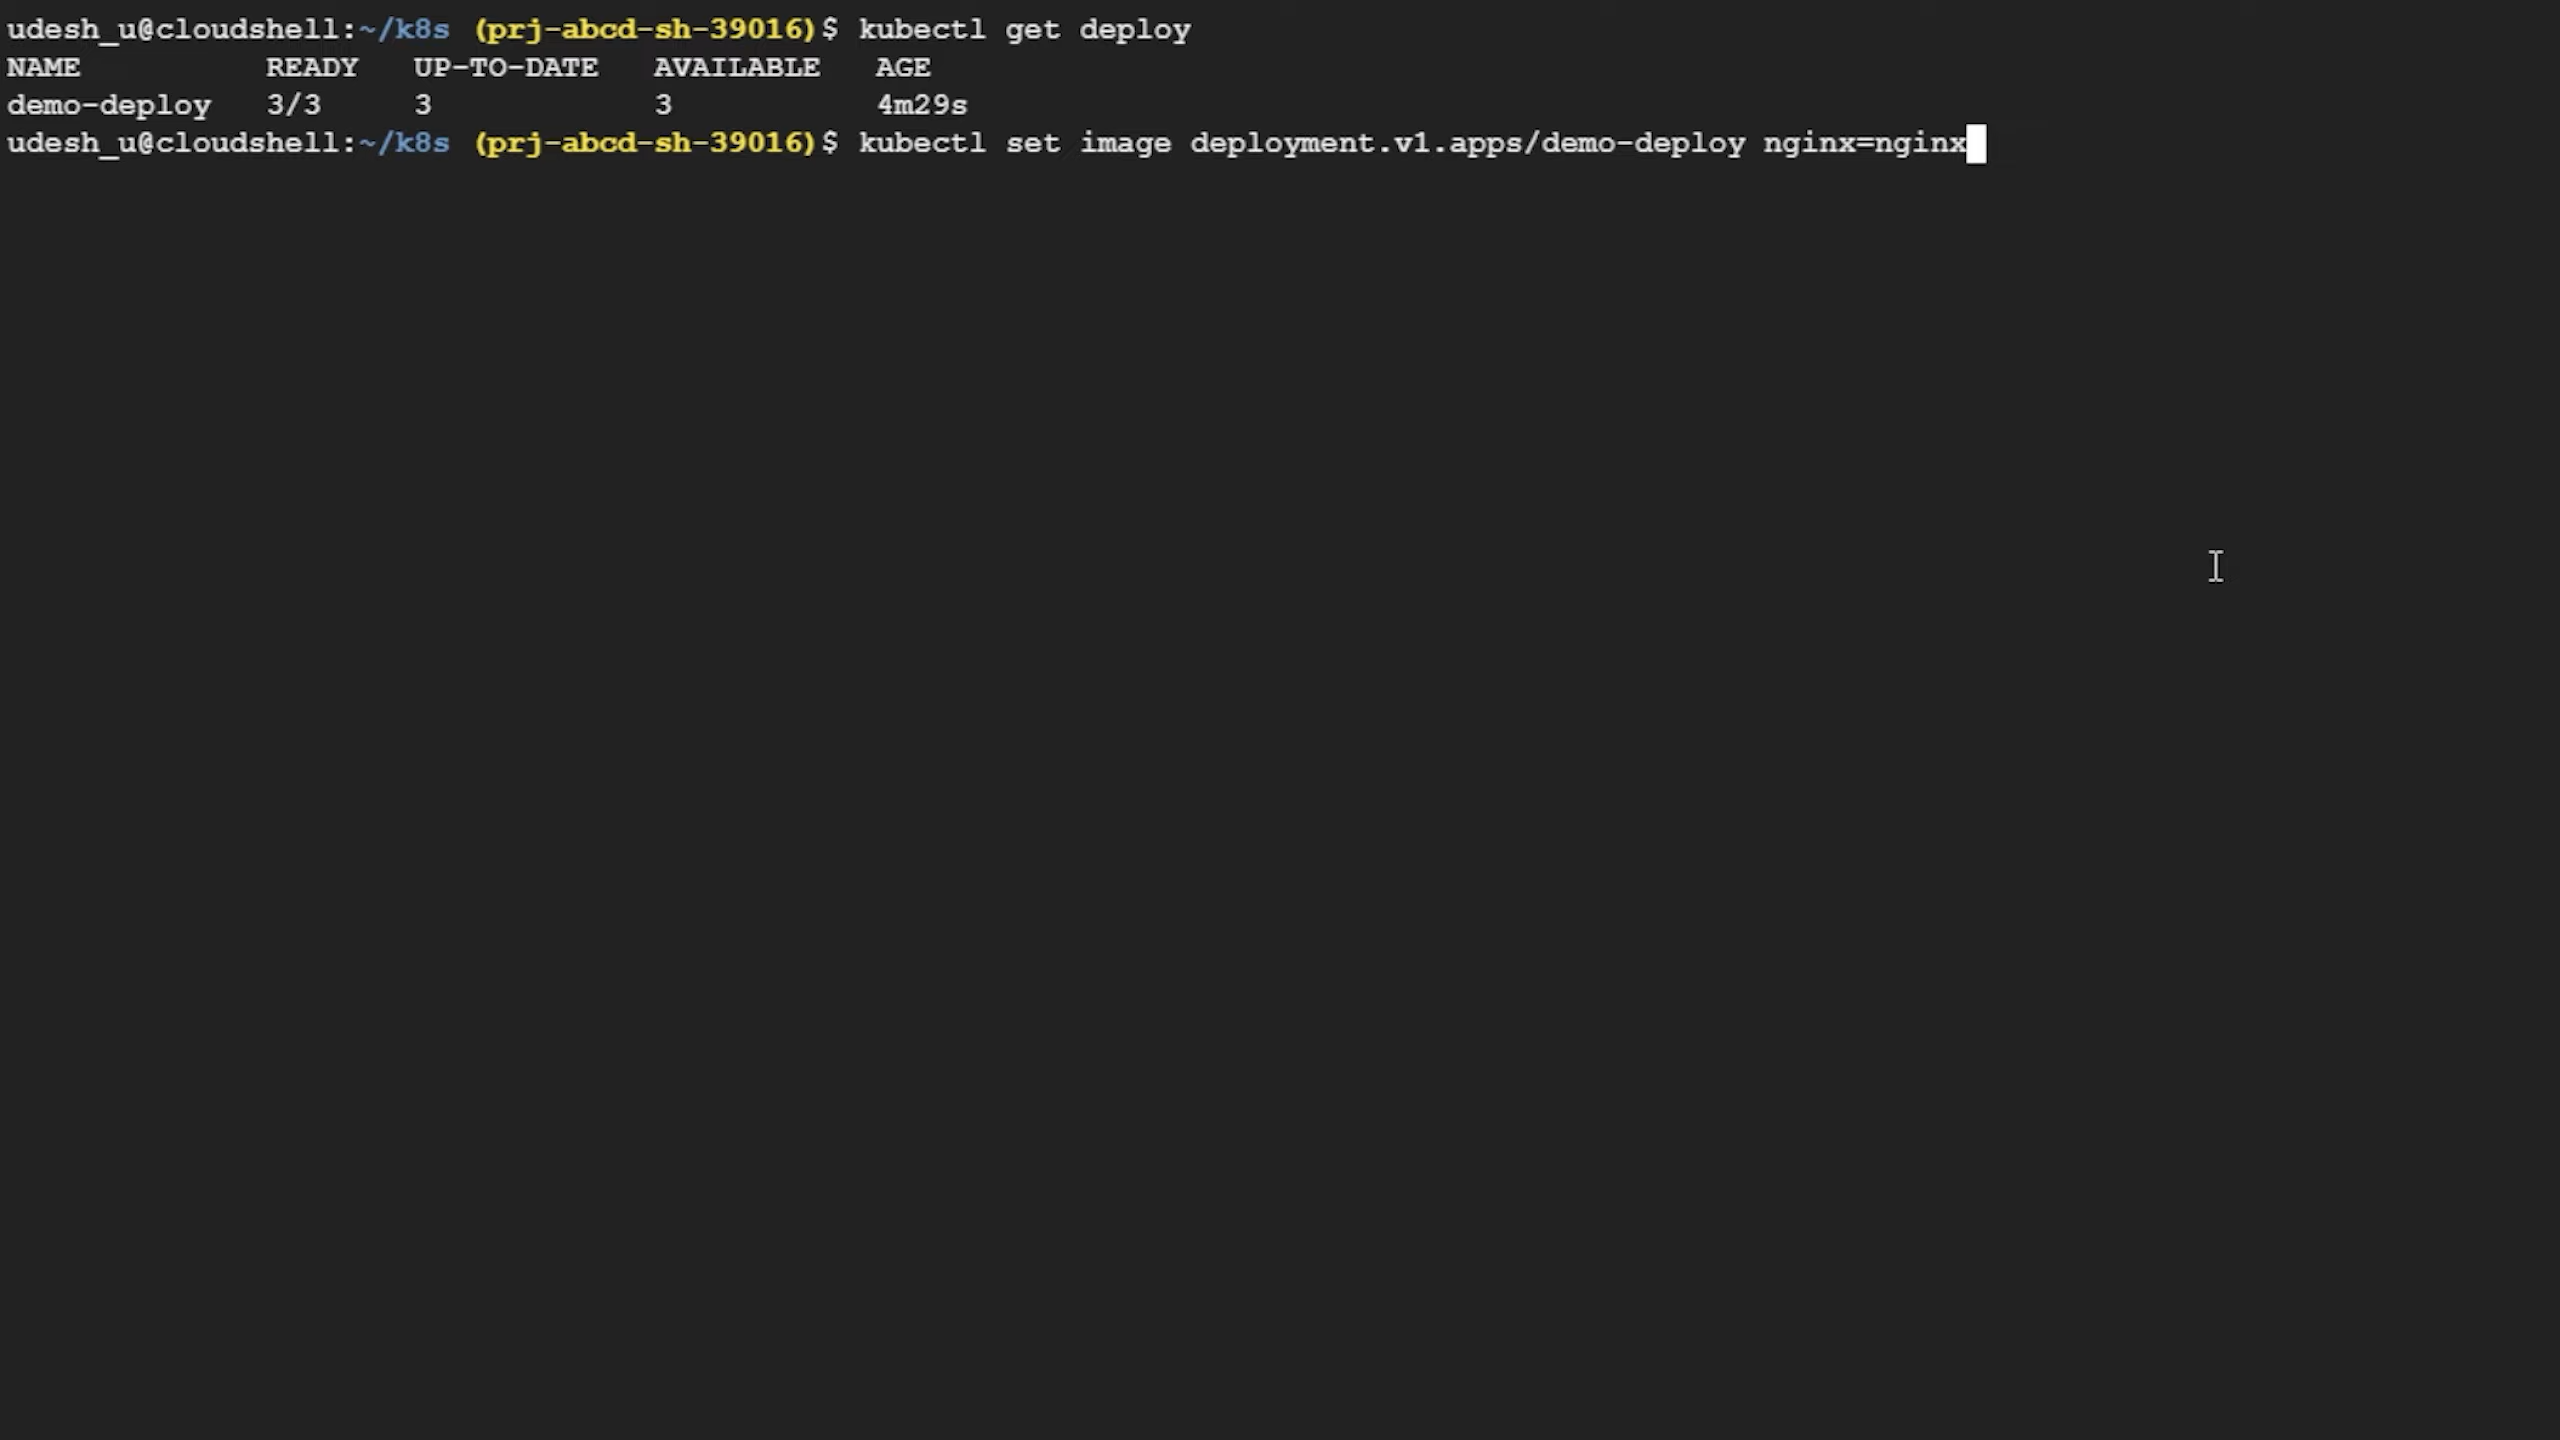 udesh_u@cloudshell:~/k8s (prj-abcd-sh-39016)$ kubectl get deploy
NAME          READY   UP-TO-DATE   AVAILABLE   AGE
demo-deploy   3/3     3            3           4m29s
udesh_u@cloudshell:~/k8s (prj-abcd-sh-39016)$ kubectl set image deployment.v1.apps/demo-deploy nginx=nginx